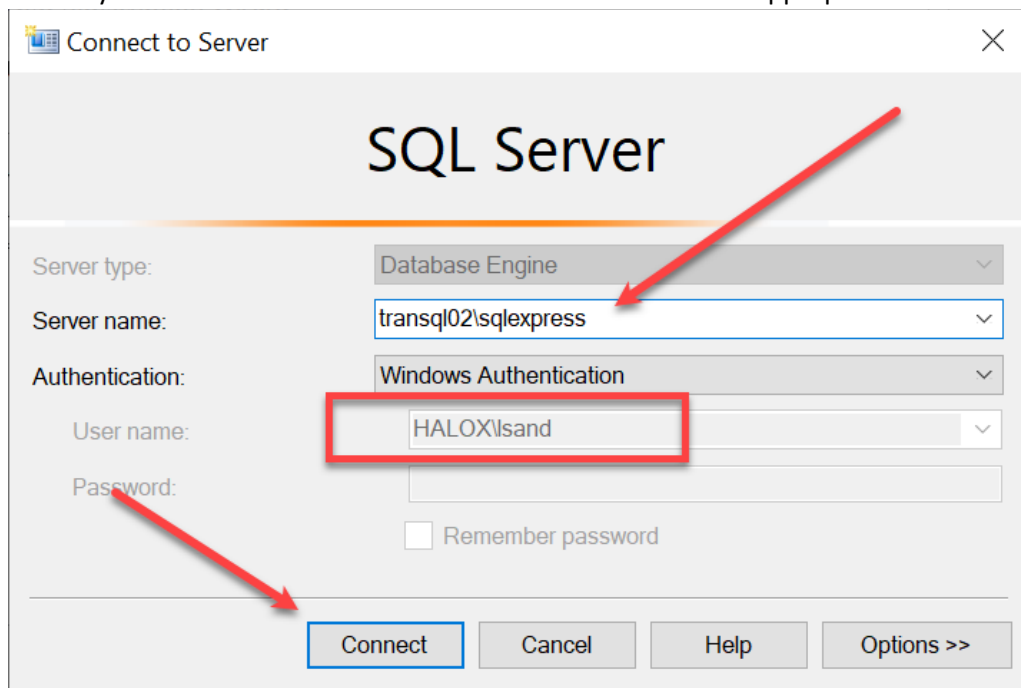 Connect to Server
SQL Server
Server type: Database Engine
Server name: transql02\sqlexpress
Authentication: Windows Authentication
User name: HALOX\lsand
Password:
Remember password
Connect Cancel Help Options >>